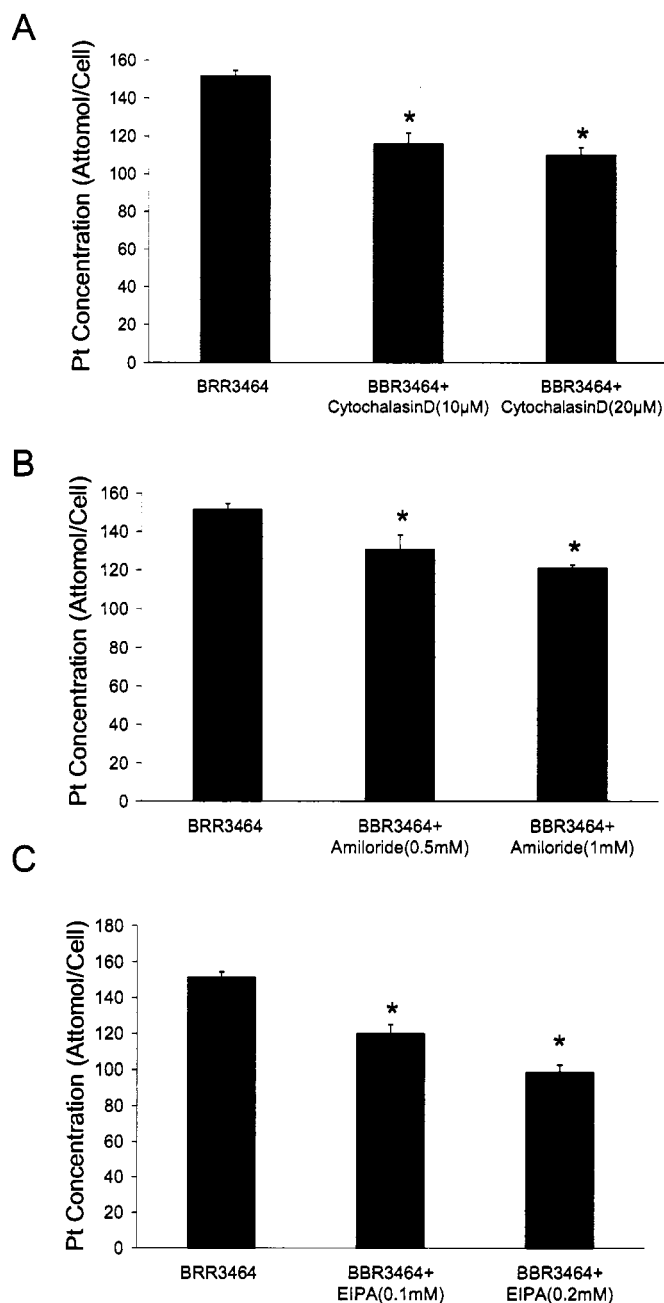 A
Pt Concentration (Attomol/Cell)
160
140
120
100
80
60
40
20
0
*
*
BRR3464
BBR3464+
CytochalasinD(10µM)
BBR3464+
CytochalasinD(20µM)
B
Pt Concentration (Attomol/Cell)
160
140
120
100
80
60
40
20
0
*
*
BRR3464
BBR3464+
Amiloride(0.5mM)
BBR3464+
Amiloride(1mM)
C
Pt Concentration (Attomol/Cell)
180
160
140
120
100
80
60
40
20
0
*
*
BRR3464
BBR3464+
EIPA(0.1mM)
BBR3464+
EIPA(0.2mM)